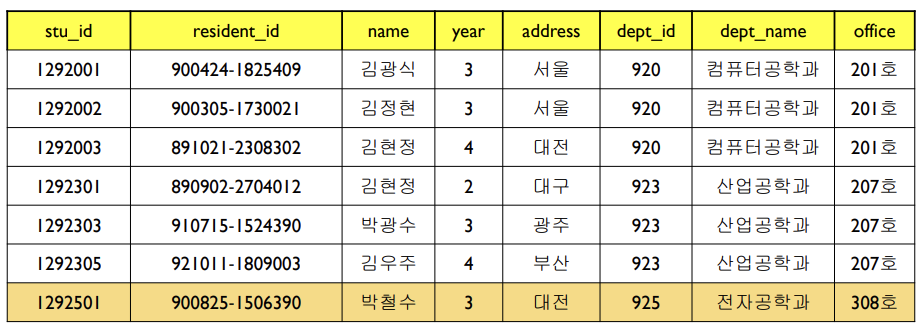 stu_id resident_id name year address dept_id dept_name office
1292001 900424-1825409 김광식 3 서울 920 컴퓨터공학과 201호
1292002 900305-1730021 김정현 3 서울 920 컴퓨터공학과 201호
1292003 891021-2308302 김현정 4 대전 920 컴퓨터공학과 201호
1292301 890902-2704012 김현정 2 대구 923 산업공학과 207호
1292303 910715-1524390 박광수 3 광주 923 산업공학과 207호
1292305 921011-1809003 김우주 4 부산 923 산업공학과 207호
1292501 900825-1506390 박철수 3 대전 925 전자공학과 308호